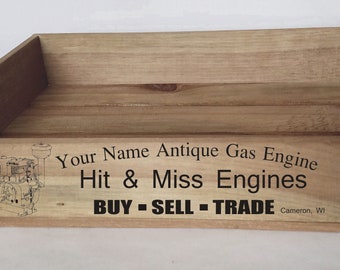 Your Name Antique Gas Engine
Hit & Miss Engines
BUY - SELL - TRADE Cameron, WI